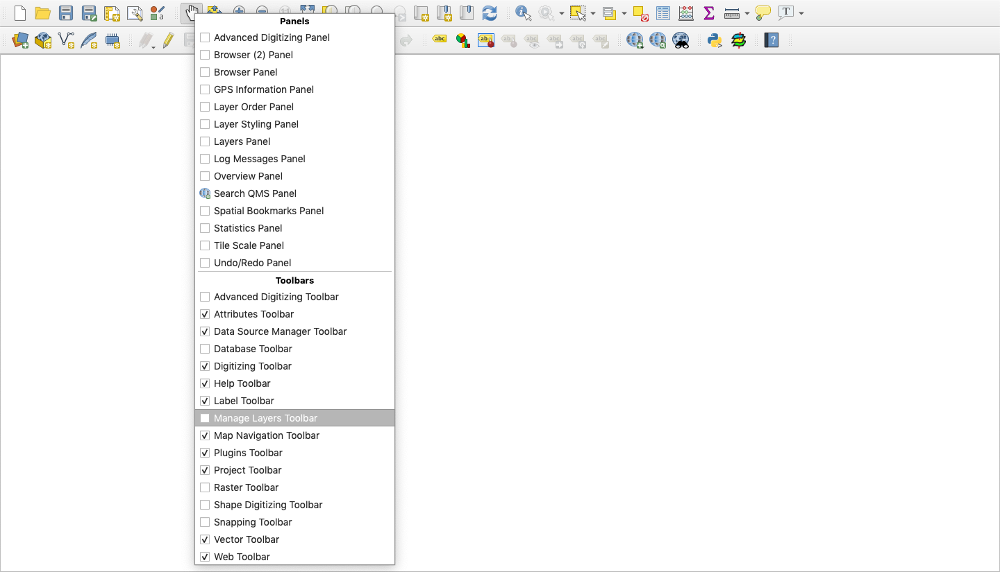 Panels
Advanced Digitizing Panel
Browser (2) Panel
Browser Panel
GPS Information Panel
Layer Order Panel
Layer Styling Panel
Layers Panel
Log Messages Panel
Overview Panel
Search QMS Panel
Spatial Bookmarks Panel
Statistics Panel
Tile Scale Panel
Undo/Redo Panel
Toolbars
Advanced Digitizing Toolbar
Attributes Toolbar
Data Source Manager Toolbar
Database Toolbar
Digitizing Toolbar
Help Toolbar
Label Toolbar
Manage Layers Toolbar
Map Navigation Toolbar
Plugins Toolbar
Project Toolbar
Raster Toolbar
Shape Digitizing Toolbar
Snapping Toolbar
Vector Toolbar
Web Toolbar
abc